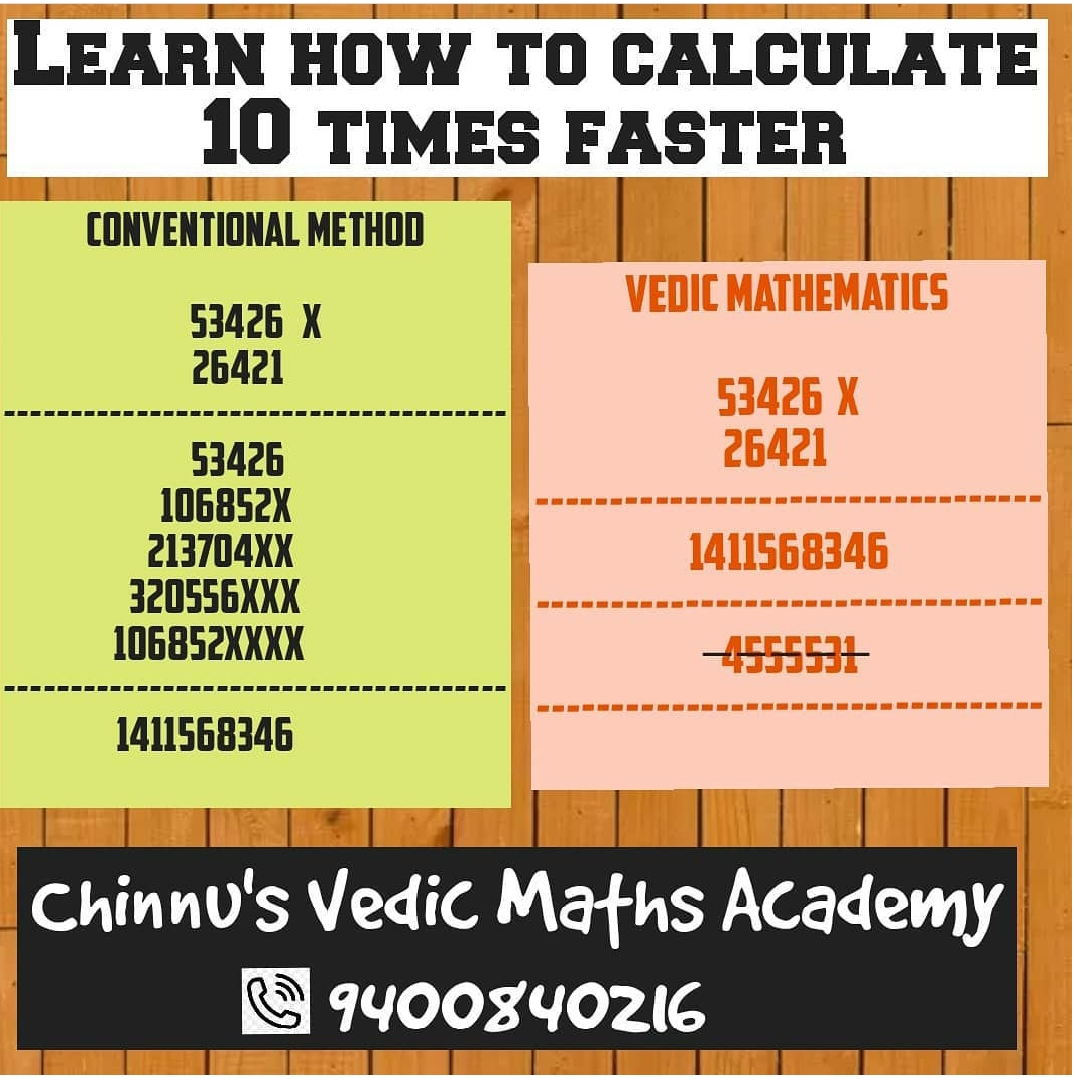 LEARN HOW TO CALCULATE
10 TIMES FASTER
CONVENTIONAL METHOD
53426 X
26421
----------------------------------------
53426
106852X
213704XX
320556XXX
106852XXXX
----------------------------------------
1411568346
VEDIC MATHEMATICS
53426 X
26421
----------------------------------
1411568346
----------------------------------
4555531
----------------------------------
Chinnu's Vedic Maths Academy
9400840216